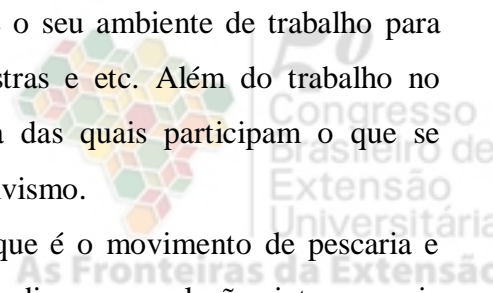 o seu ambiente de trabalho para
stras e etc. Além do trabalho no
das quais participam o que se
vismo.
que é o movimento de pescaria e
5º
Congresso
Brasileiro de
Extensão
Universitária
As Fronteiras da Extensão